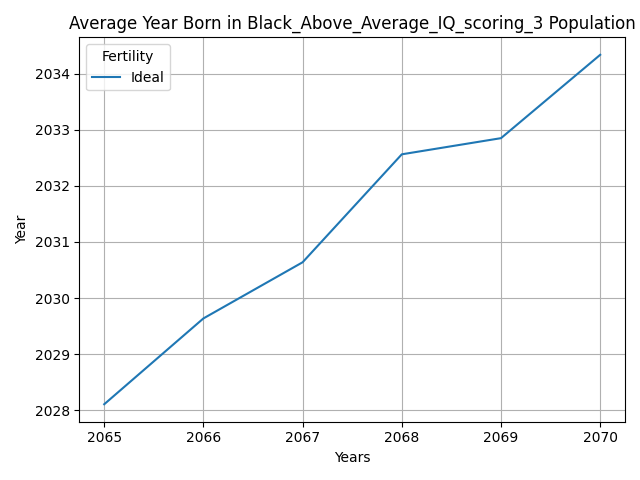 Average Year Born in Black_Above_Average_IQ_scoring_3 Population
Fertility
Ideal
2034
2033
2032
2031
2030
2029
2028
Year
2065 2066 2067 2068 2069 2070
Years